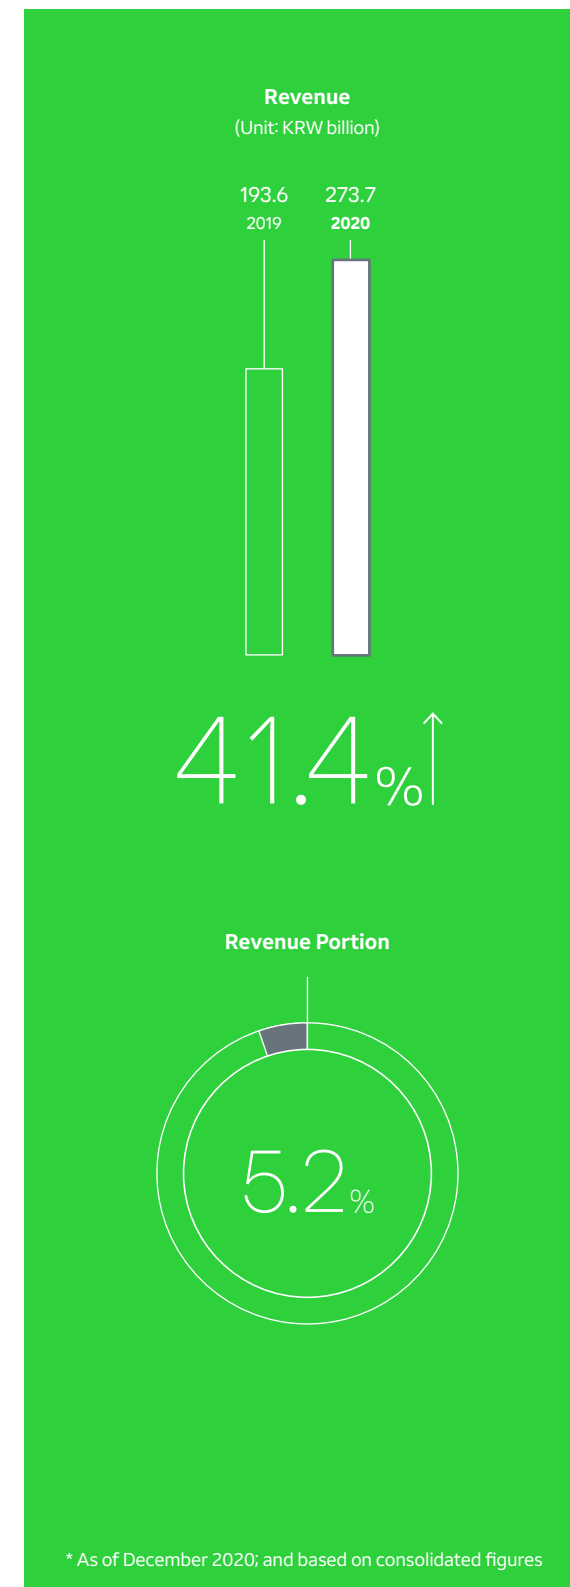 Revenue
(Unit: KRW billion)
193.6 273.7
2019 2020
41.4%
Revenue Portion
5.2%
* As of December 2020; and based on consolidated figures